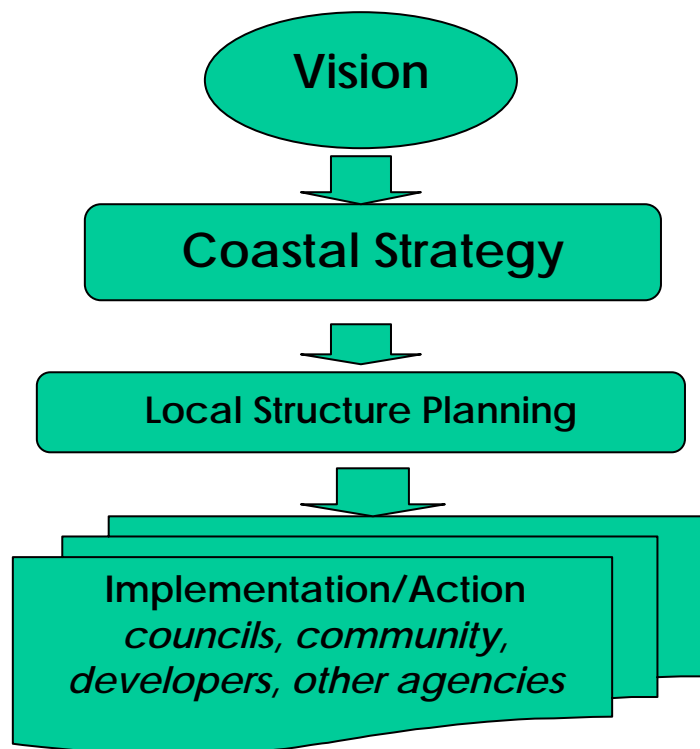 Vision
Coastal Strategy
Local Structure Planning
Implementation/Action
councils, community,
developers, other agencies